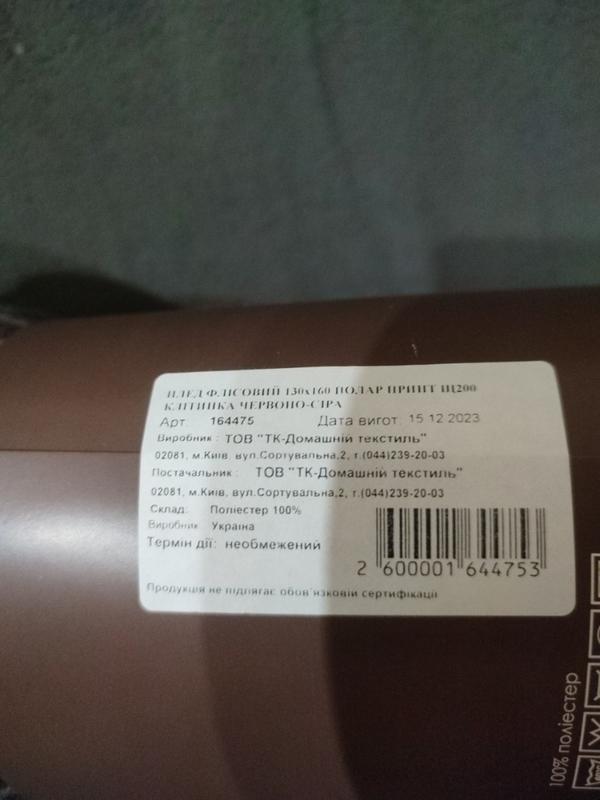 ПЛЕД ФЛІСОВИЙ 130х160 ПОЛАР ПРИНТ Щ200
КЛІТИНКА ЧЕРВОНО-СІРА
Арт. 164475 Дата вигот. 15.12.2023
Виробник : ТОВ "ТК-Домашній текстиль"
02081, м.Київ, вул.Сортувальна,2, т.(044)239-20-03
Постачальник : ТОВ "ТК-Домашній текстиль"
02081, м.Київ, вул.Сортувальна,2, т.(044)239-20-03
Склад: Поліестер 100%
Виробник Україна
Термін дії: необмежений
2 600001 644753
Продукція не підлягає обов'язковій сертифікації
100% поліестер